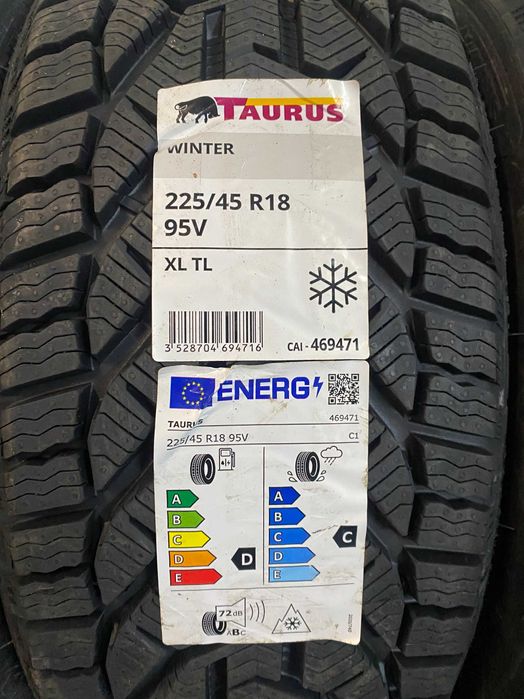 TAURUS
WINTER
225/45 R18
95V
XL TL
3 528704 694716
CAI - 469471
ENERG
TAURUS
469471
225/45 R18 95V
C1
A
B
C
D
E
D
A
B
C
D
E
C
72dB
ABC